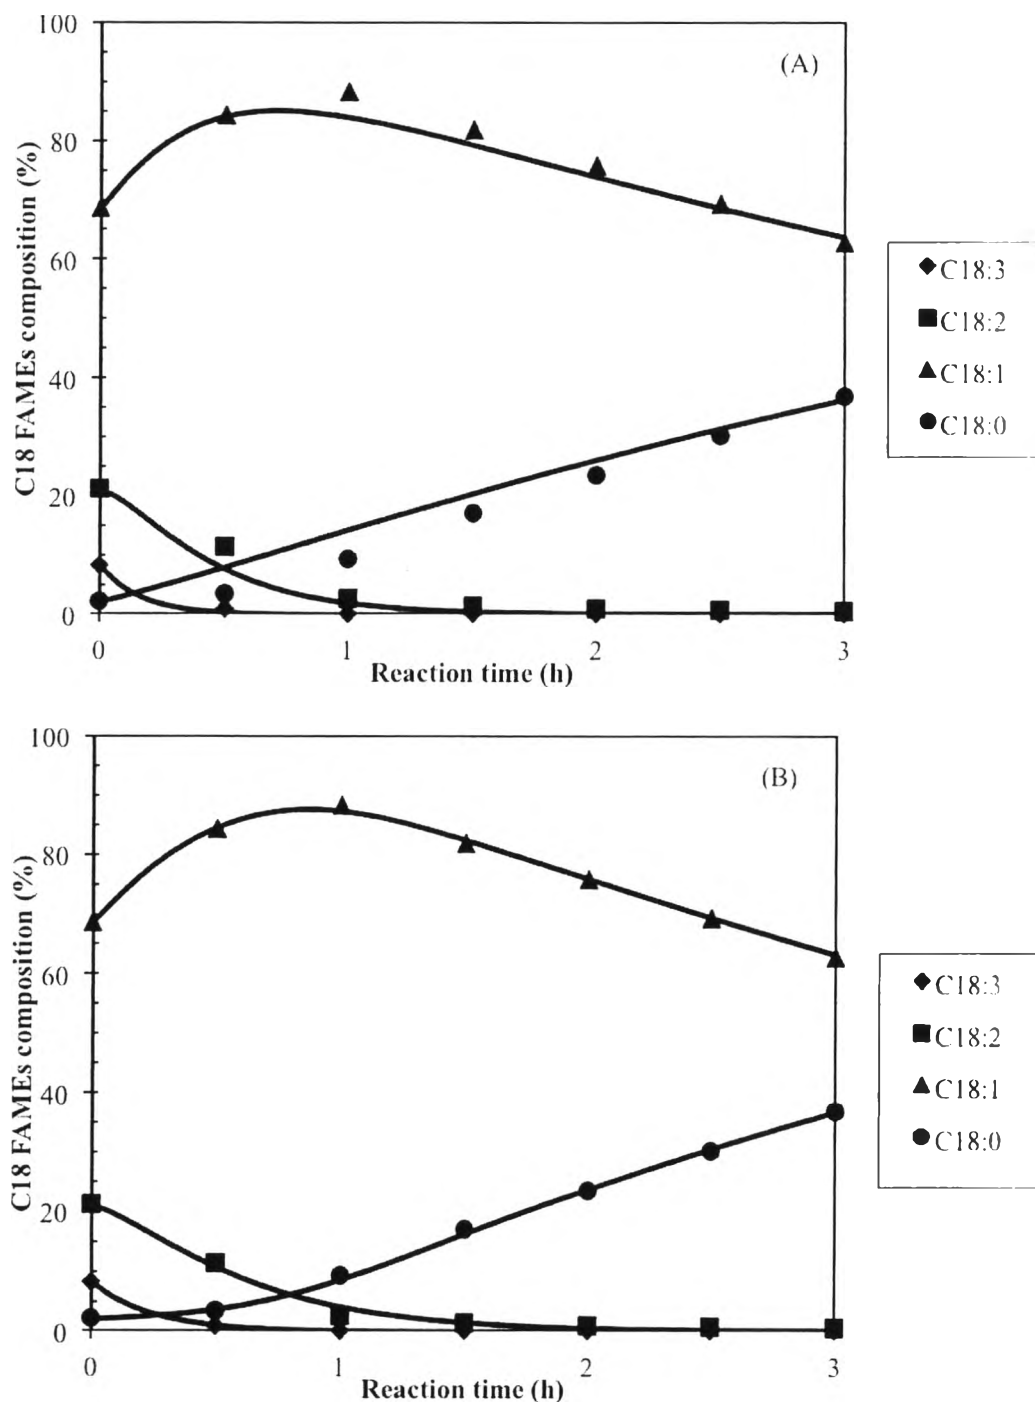 100
(A)
80
60
40
20
0
C18 FAMEs composition (%)
0 1 2 3
Reaction time (h)
C18:3
C18:2
C18:1
C18:0
100
(B)
80
60
40
20
0
C18 FAMEs composition (%)
0 1 2 3
Reaction time (h)
C18:3
C18:2
C18:1
C18:0